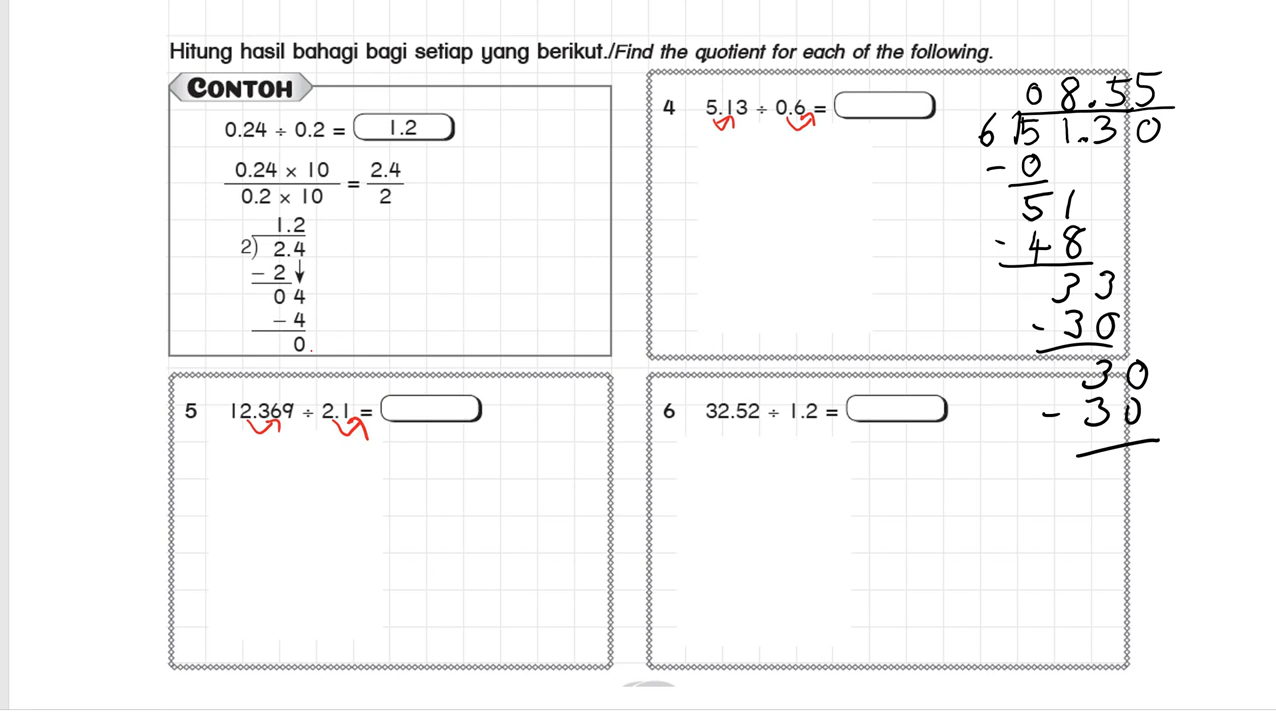 Hitung hasil bahagi bagi setiap yang berikut./Find the quotient for each of the following.
CONTOH
0.24 ÷ 0.2 = 1.2
0.24 × 10
0.2 × 10
=
2.4
2
1.2
2) 2.4
− 2
0 4
− 4
0
4 5.13 ÷ 0.6 =
0 8.55
6 51.30
- 0
51
- 48
33
- 30
30
- 30
5 12.369 ÷ 2.1 =
6 32.52 ÷ 1.2 =